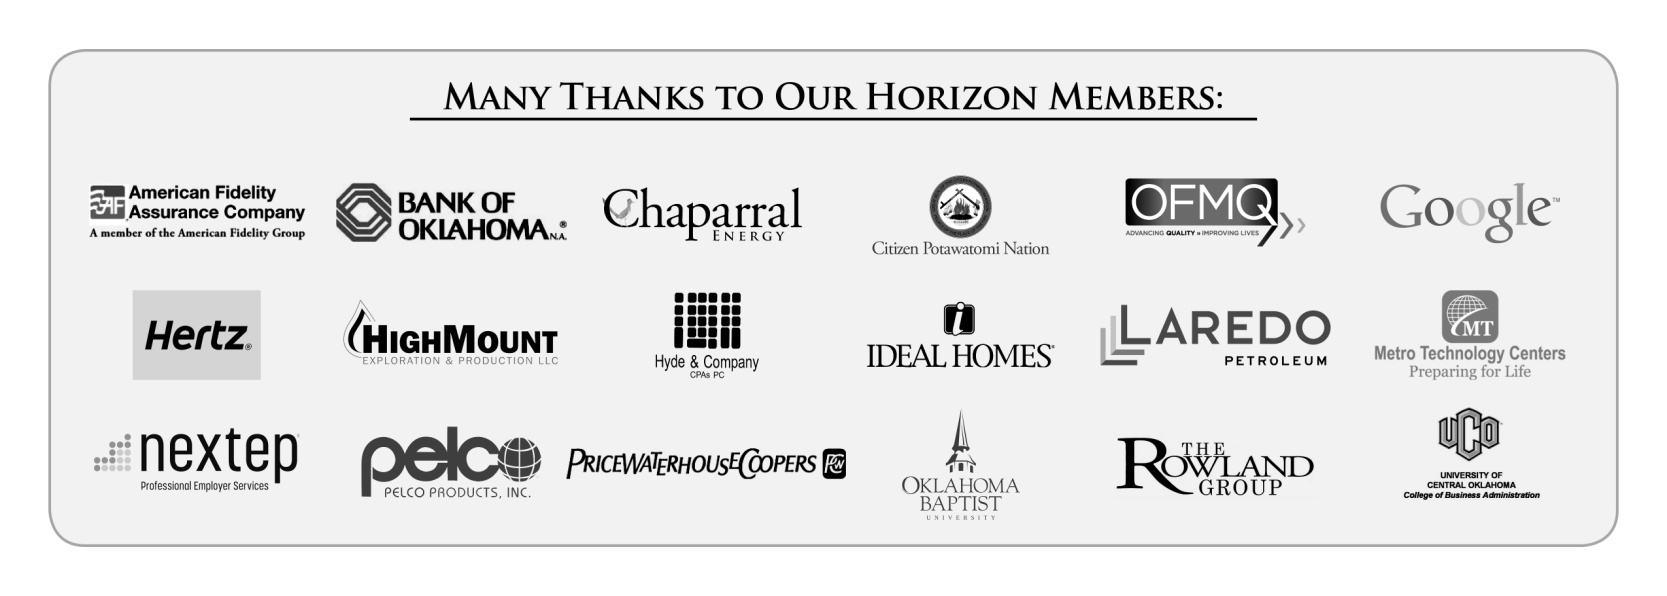 MANY THANKS TO OUR HORIZON MEMBERS:
AF American Fidelity
Assurance Company
A member of the American Fidelity Group
BANK OF
OKLAHOMA N.A.®
Chaparral
ENERGY
Citizen Potawatomi Nation
OFMQ
ADVANCING QUALITY » IMPROVING LIVES
Google™
Hertz®
HIGHMOUNT
EXPLORATION & PRODUCTION LLC
Hyde & Company
CPAs PC
i
IDEAL HOMES®
LAREDO
PETROLEUM
MT
Metro Technology Centers
Preparing for Life
nextep
Professional Employer Services
pelco
PELCO PRODUCTS, INC.
PRICEWATERHOUSECOOPERS PwC
OKLAHOMA
BAPTIST
UNIVERSITY
THE
ROWLAND
GROUP
UCO
UNIVERSITY OF
CENTRAL OKLAHOMA
College of Business Administration